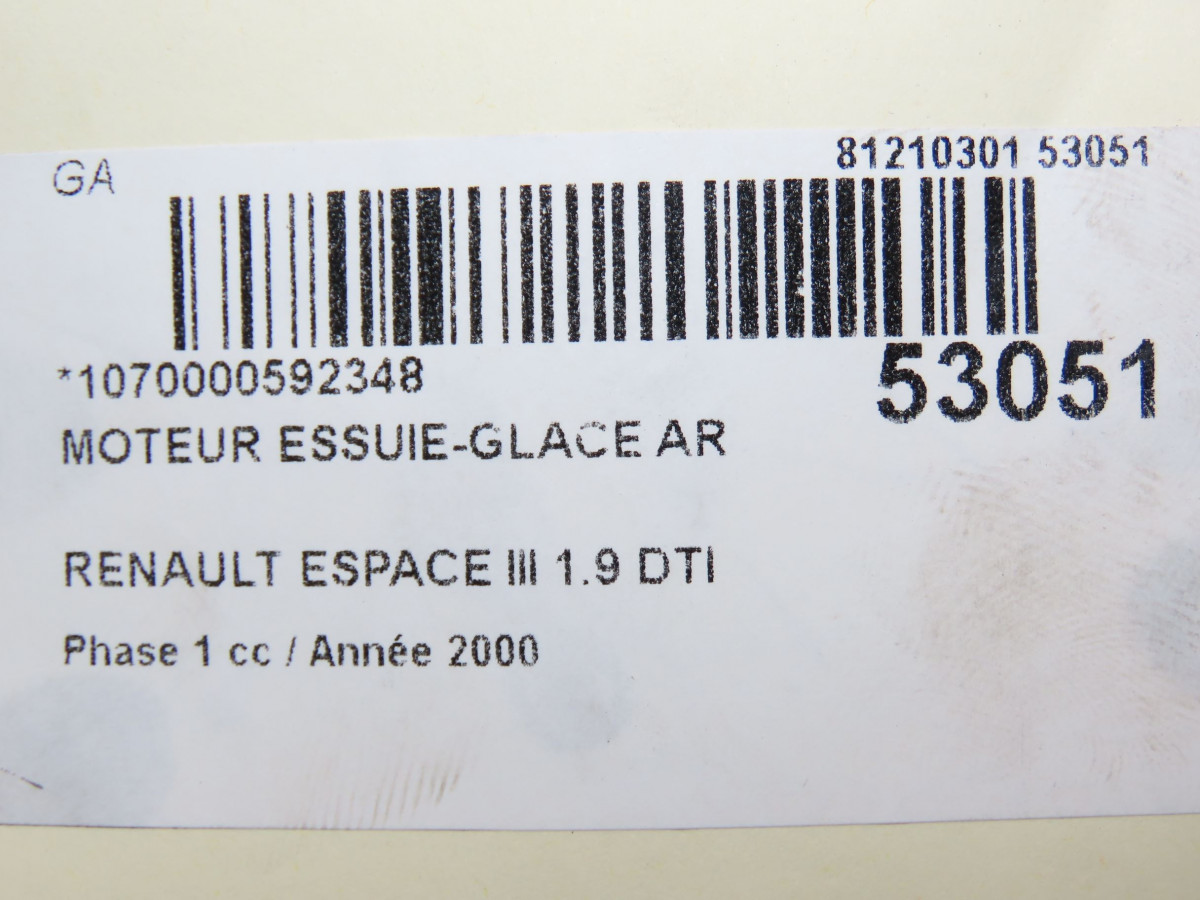 GA
81210301 53051
*1070000592348
53051
MOTEUR ESSUIE-GLACE AR
RENAULT ESPACE III 1.9 DTI
Phase 1 cc / Année 2000